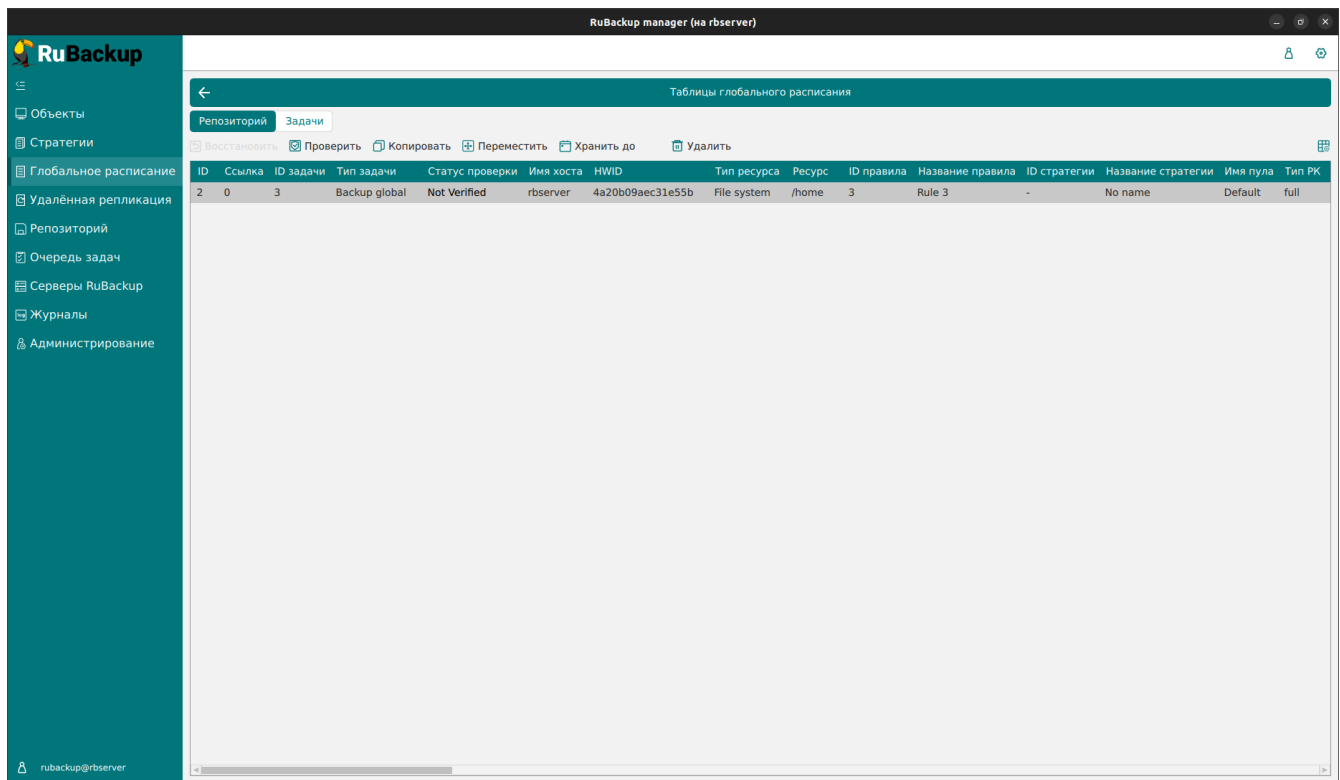 RuBackup manager (на rbserver)
RuBackup
Объекты
Стратегии
Глобальное расписание
Удалённая репликация
Репозиторий
Очередь задач
Серверы RuBackup
Журналы
Администрирование
rubackup@rbserver
Таблицы глобального расписания
Репозиторий Задачи
Восстановить Проверить Копировать Переместить Хранить до Удалить
ID Ссылка ID задачи Тип задачи Статус проверки Имя хоста HWID Тип ресурса Ресурс ID правила Название правила ID стратегии Название стратегии Имя пула Тип РК
2 0 3 Backup global Not Verified rbserver 4a20b09aec31e55b File system /home 3 Rule 3 - No name Default full